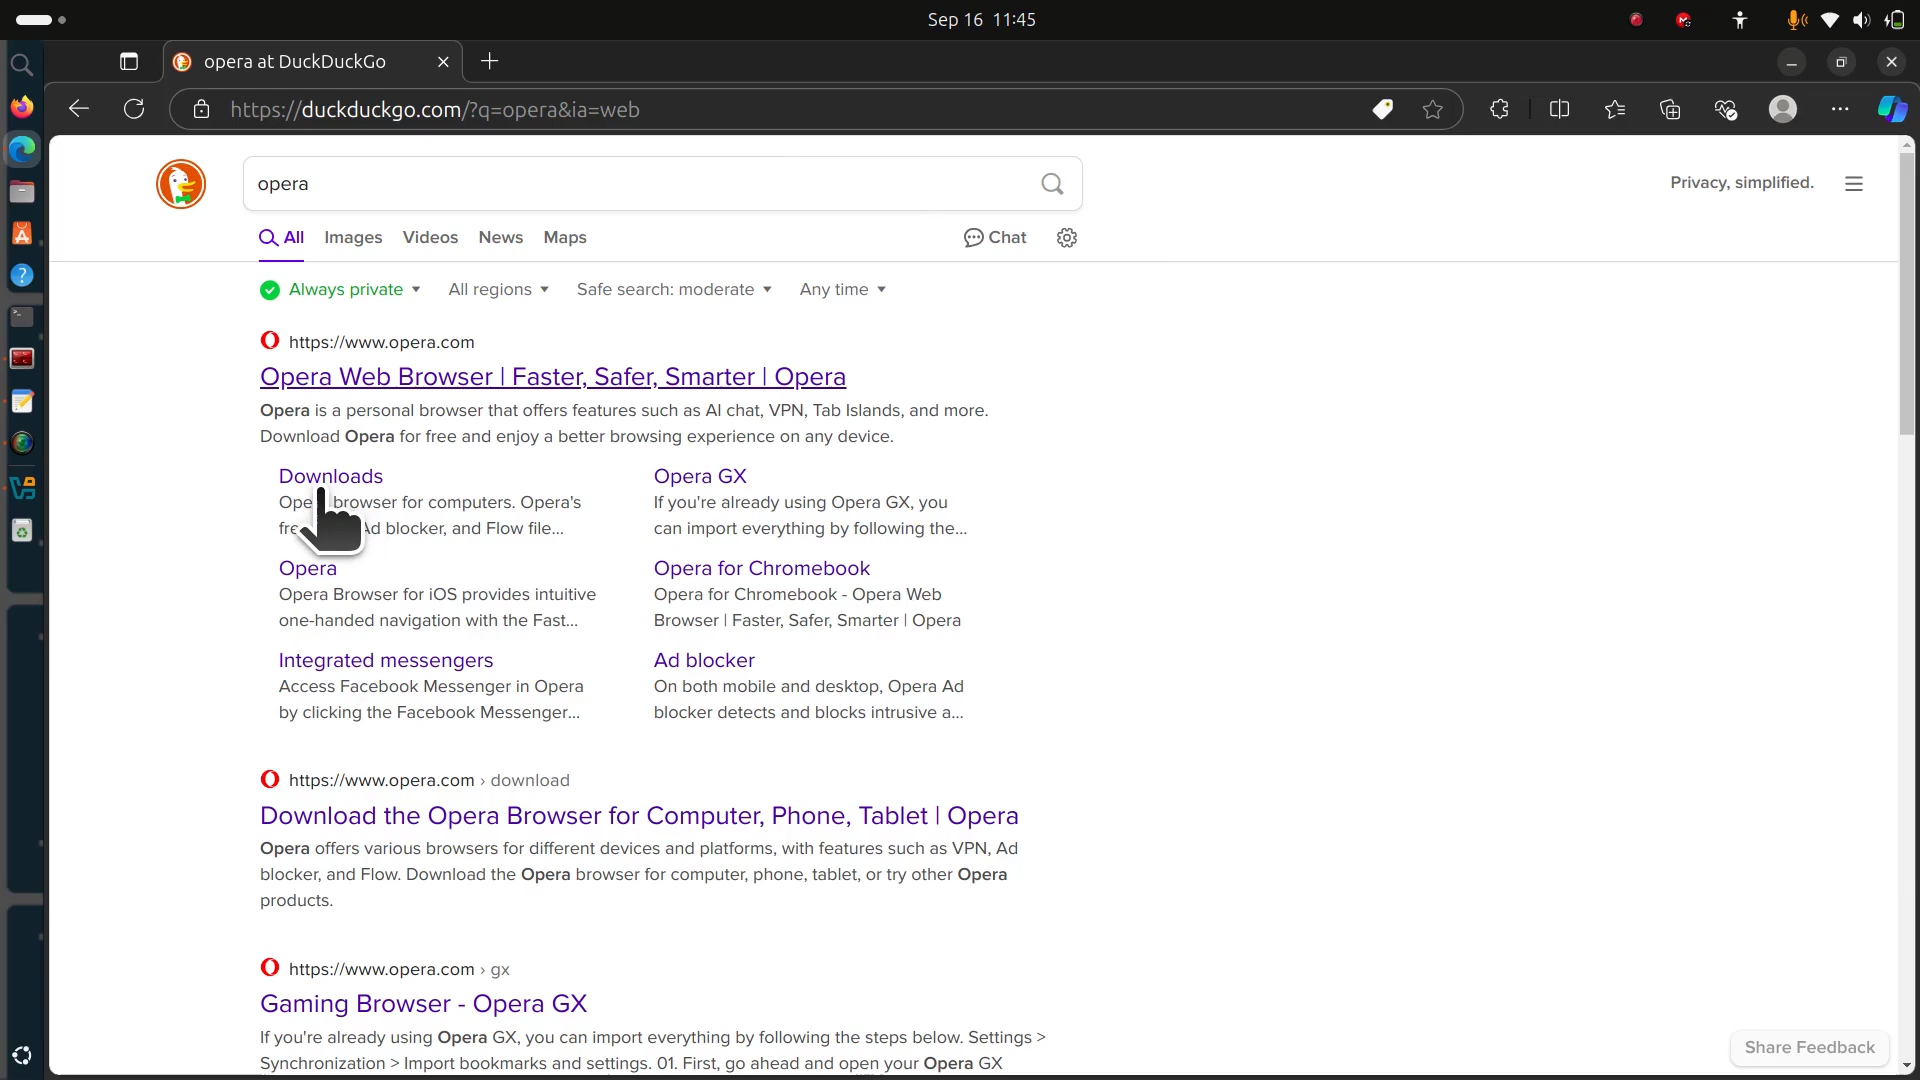 Sep 16 11:45
opera at DuckDuckGo
https://duckduckgo.com/?q=opera&ia=web
opera
Privacy, simplified.
All Images Videos News Maps
Chat
Always private All regions Safe search: moderate Any time
https://www.opera.com
Opera Web Browser | Faster, Safer, Smarter | Opera
Opera is a personal browser that offers features such as AI chat, VPN, Tab Islands, and more.
Download Opera for free and enjoy a better browsing experience on any device.
Downloads
browser for computers. Opera's
Ad blocker, and Flow file...
Opera GX
If you're already using Opera GX, you
can import everything by following the...
Opera
Opera Browser for iOS provides intuitive
one-handed navigation with the Fast...
Opera for Chromebook
Opera for Chromebook - Opera Web
Browser | Faster, Safer, Smarter | Opera
Integrated messengers
Access Facebook Messenger in Opera
by clicking the Facebook Messenger...
Ad blocker
On both mobile and desktop, Opera Ad
blocker detects and blocks intrusive a...
https://www.opera.com › download
Download the Opera Browser for Computer, Phone, Tablet | Opera
Opera offers various browsers for different devices and platforms, with features such as VPN, Ad
blocker, and Flow. Download the Opera browser for computer, phone, tablet, or try other Opera
products.
https://www.opera.com › gx
Gaming Browser - Opera GX
If you're already using Opera GX, you can import everything by following the steps below. Settings >
Synchronization > Import bookmarks and settings. 01. First, go ahead and open your Opera GX
Share Feedback